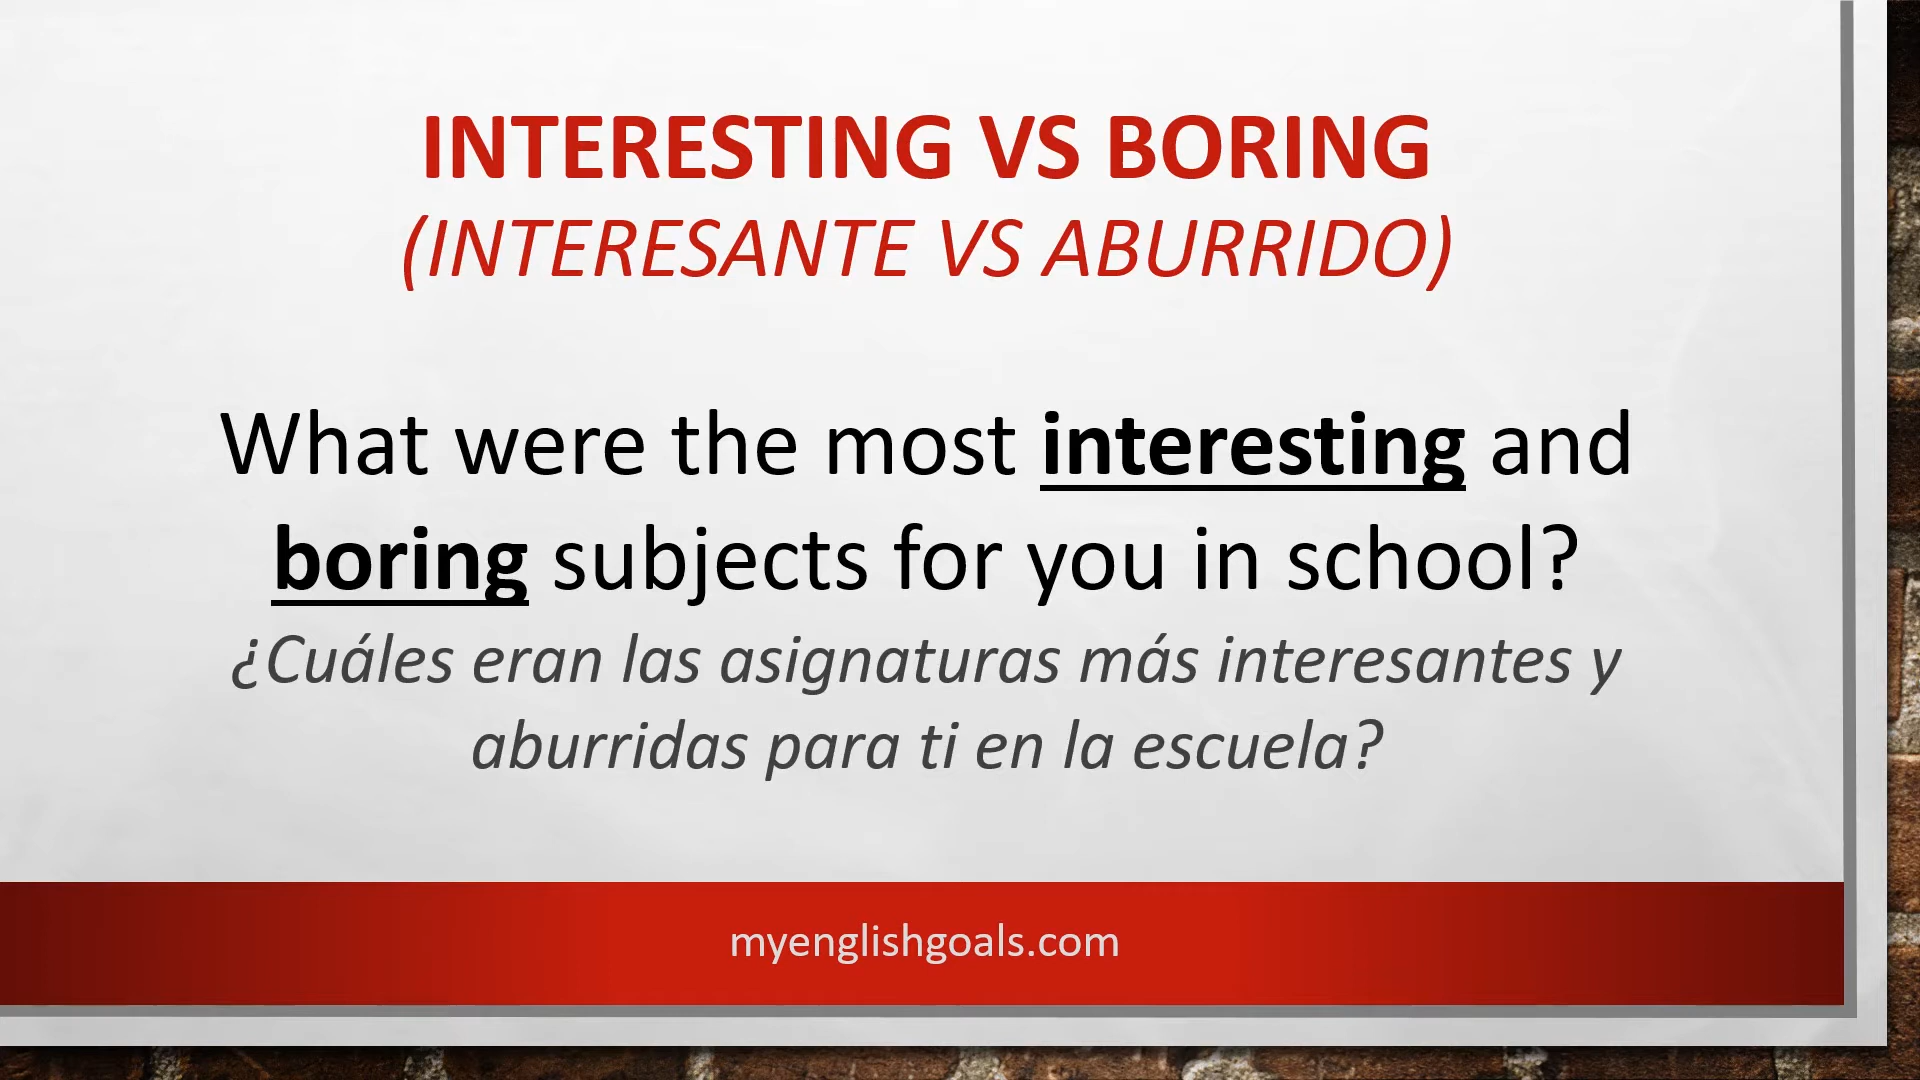 INTERESTING VS BORING
(INTERESANTE VS ABURRIDO)
What were the most interesting and
boring subjects for you in school?
¿Cuáles eran las asignaturas más interesantes y
aburridas para ti en la escuela?
myenglishgoals.com